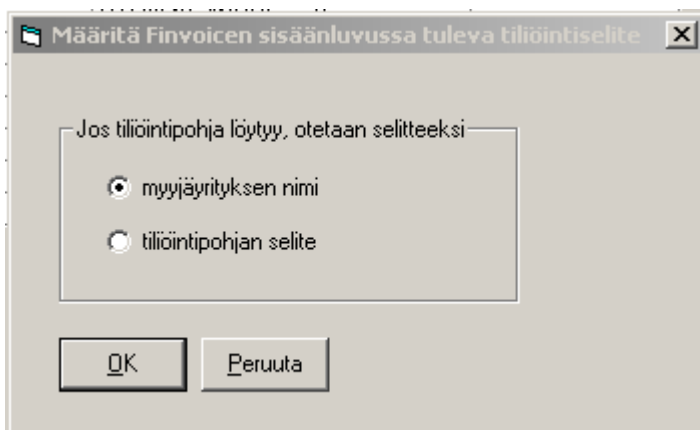 Määritä Finvoicen sisäänluvussa tuleva tiliöintiselite
Jos tiliöintipohja löytyy, otetaan selitteeksi
myyjäyrityksen nimi
tiliöintipohjan selite
OK
Peruuta